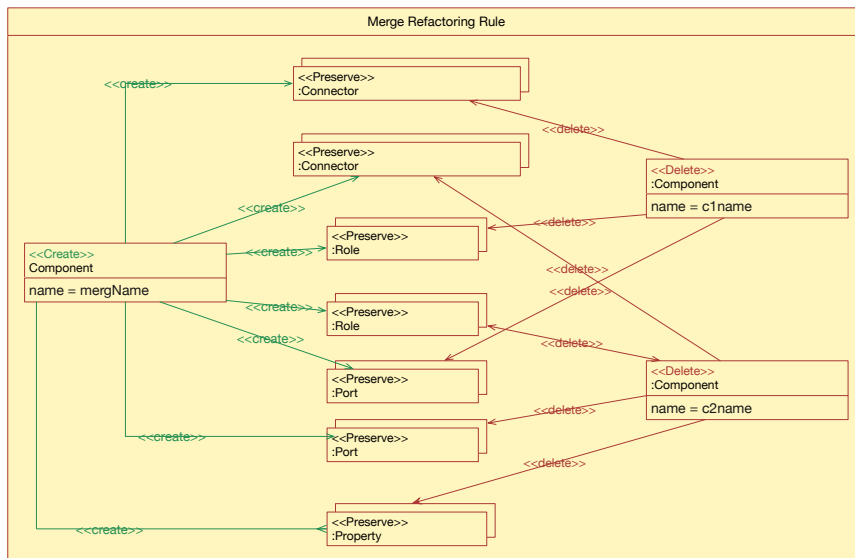 Merge Refactoring Rule
<<Preserve>>
:Connector
<<create>>
<<delete>>
<<Preserve>>
:Connector
<<Delete>>
:Component
name = c1name
<<create>>
<<Preserve>>
:Role
<<delete>>
<<create>>
<<Create>>
Component
name = mergName
<<delete>>
<<delete>>
<<Preserve>>
:Role
<<create>>
<<create>>
<<delete>>
<<Preserve>>
:Port
<<Delete>>
:Component
name = c2name
<<delete>>
<<Preserve>>
:Port
<<create>>
<<delete>>
<<Preserve>>
:Property
<<create>>